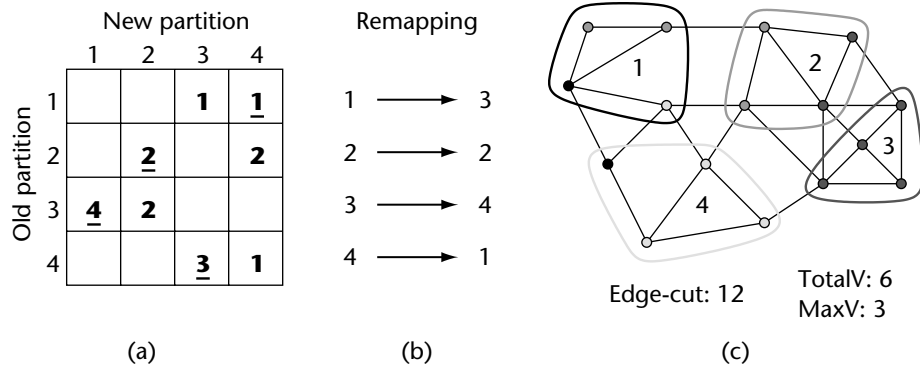 New partition
1 2 3 4
Old partition
1 1 1
2 2 2
3 4 2
4 3 1
(a)
Remapping
1 3
2 2
3 4
4 1
(b)
1
2
3
4
Edge-cut: 12
TotalV: 6
MaxV: 3
(c)